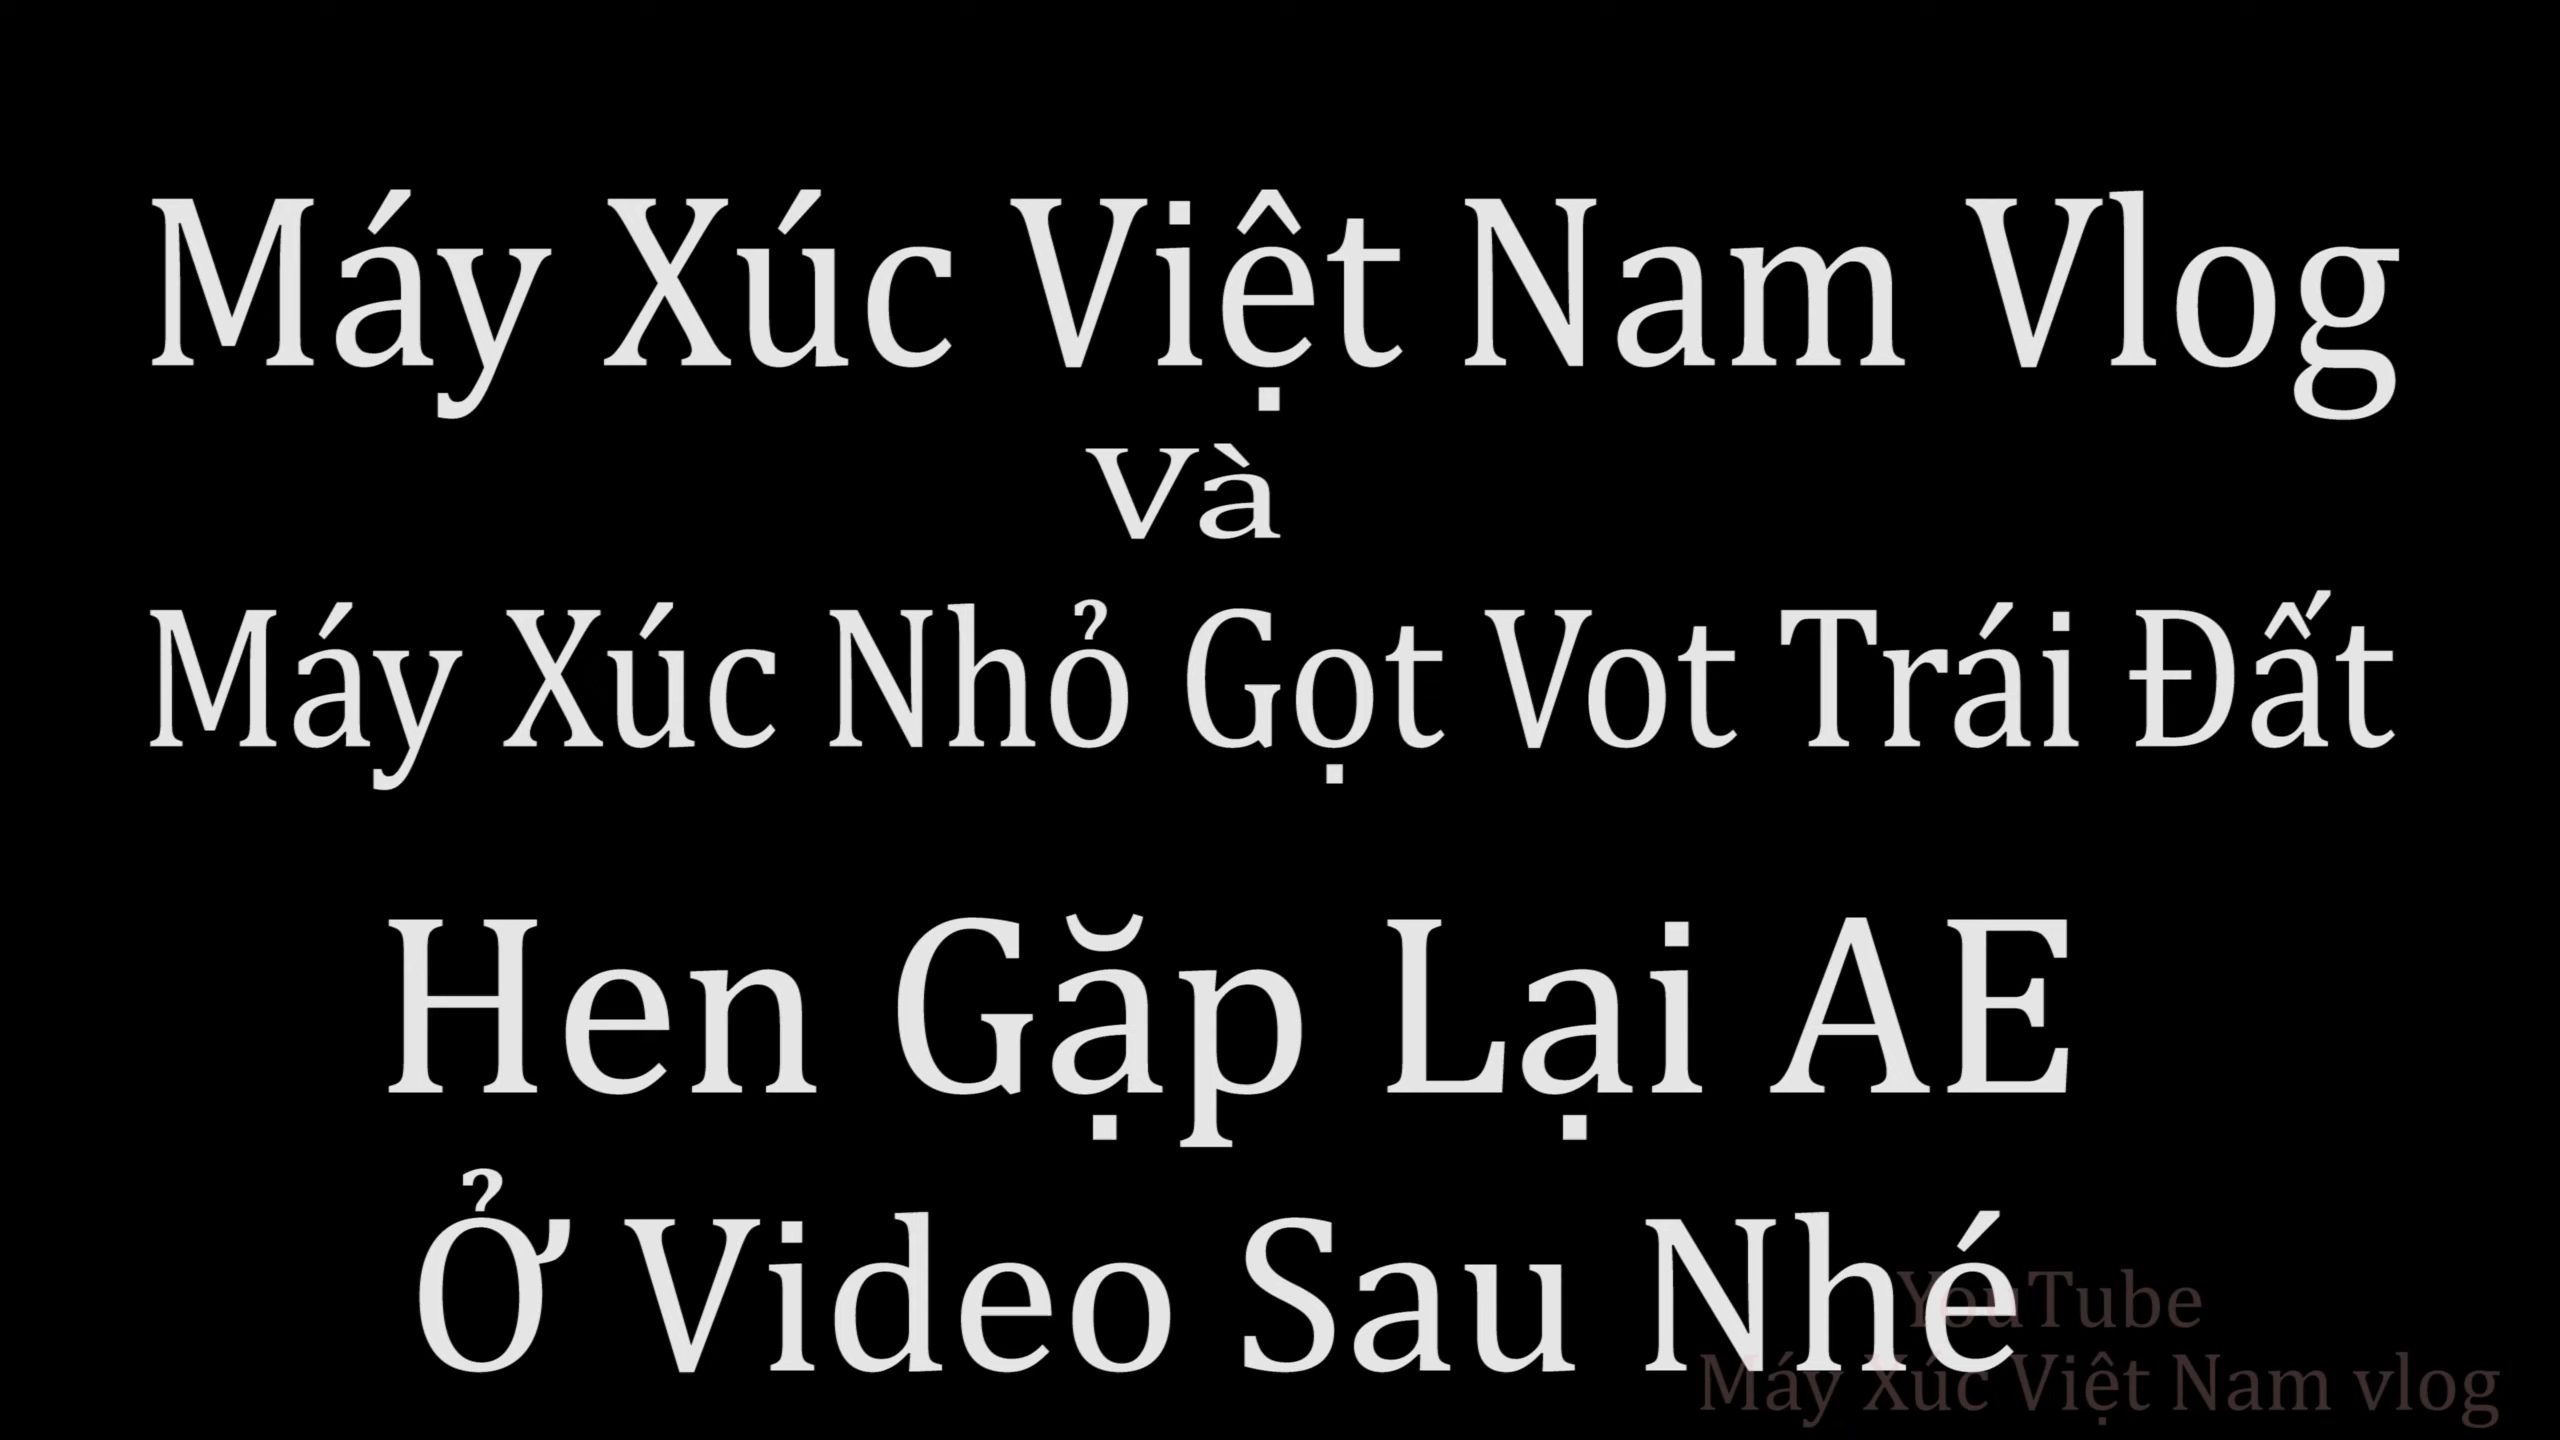 Máy Xúc Việt Nam Vlog
Và
Máy Xúc Nhỏ Gọt Vot Trái Đất
Hen Gặp Lại AE
Ở Video Sau Nhé
YouTube
Máy Xúc Việt Nam vlog